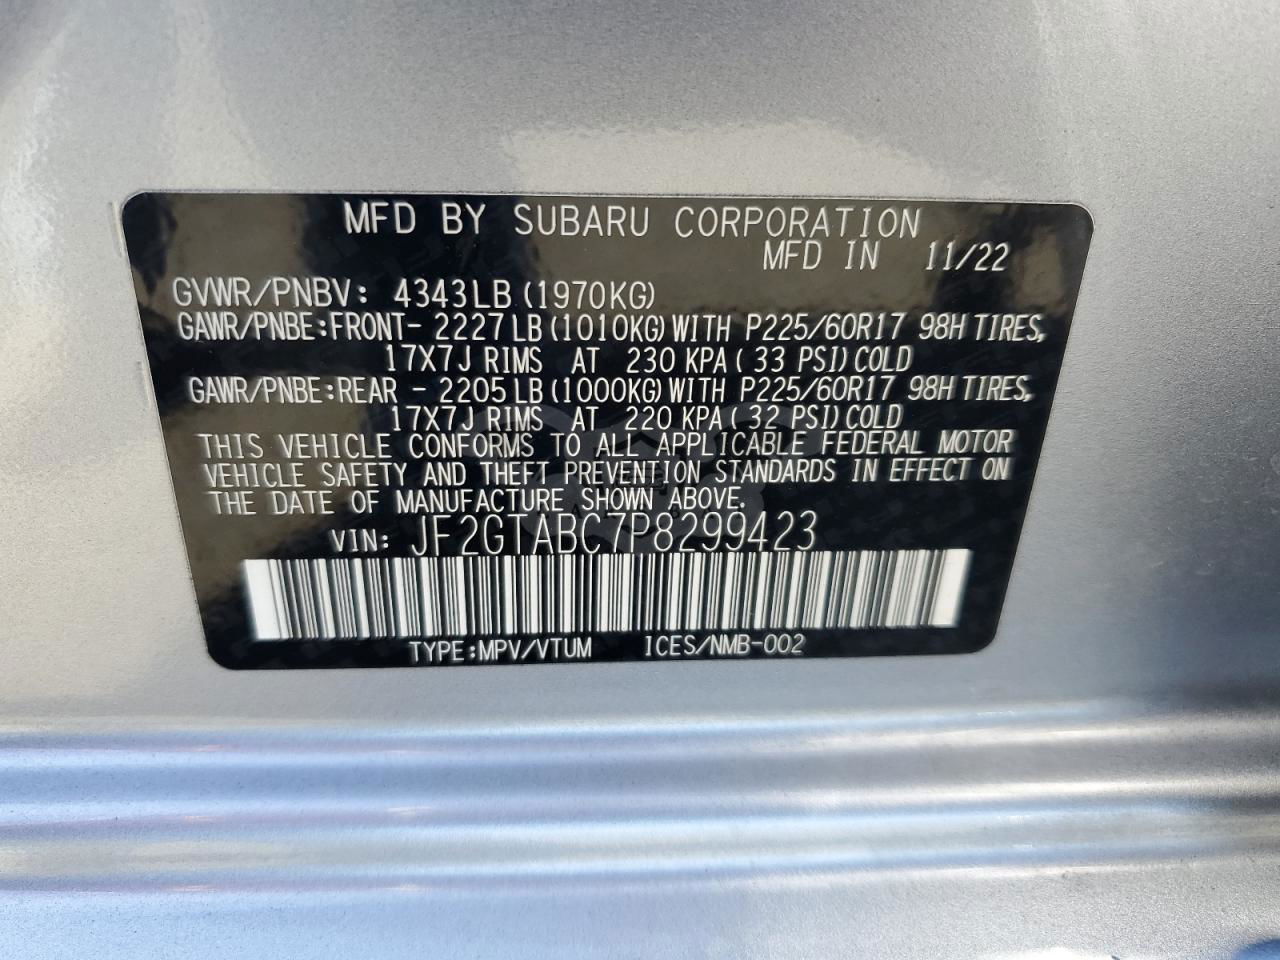 MFD BY SUBARU CORPORATION
MFD IN 11/22
GVWR/PNBV: 4343LB (1970KG)
GAWR/PNBE:FRONT- 2227LB (1010KG) WITH P225/60R17 98H TIRES,
17X7J RIMS AT 230 KPA ( 33 PSI) COLD
GAWR/PNBE:REAR - 2205LB (1000KG) WITH P225/60R17 98H TIRES,
17X7J RIMS AT 220 KPA ( 32 PSI) COLD
THIS VEHICLE CONFORMS TO ALL APPLICABLE FEDERAL MOTOR
VEHICLE SAFETY AND THEFT PREVENTION STANDARDS IN EFFECT ON
THE DATE OF MANUFACTURE SHOWN ABOVE.
VIN: JF2GTABC7P8299423
TYPE:MPV/VTUM ICES/NMB-002